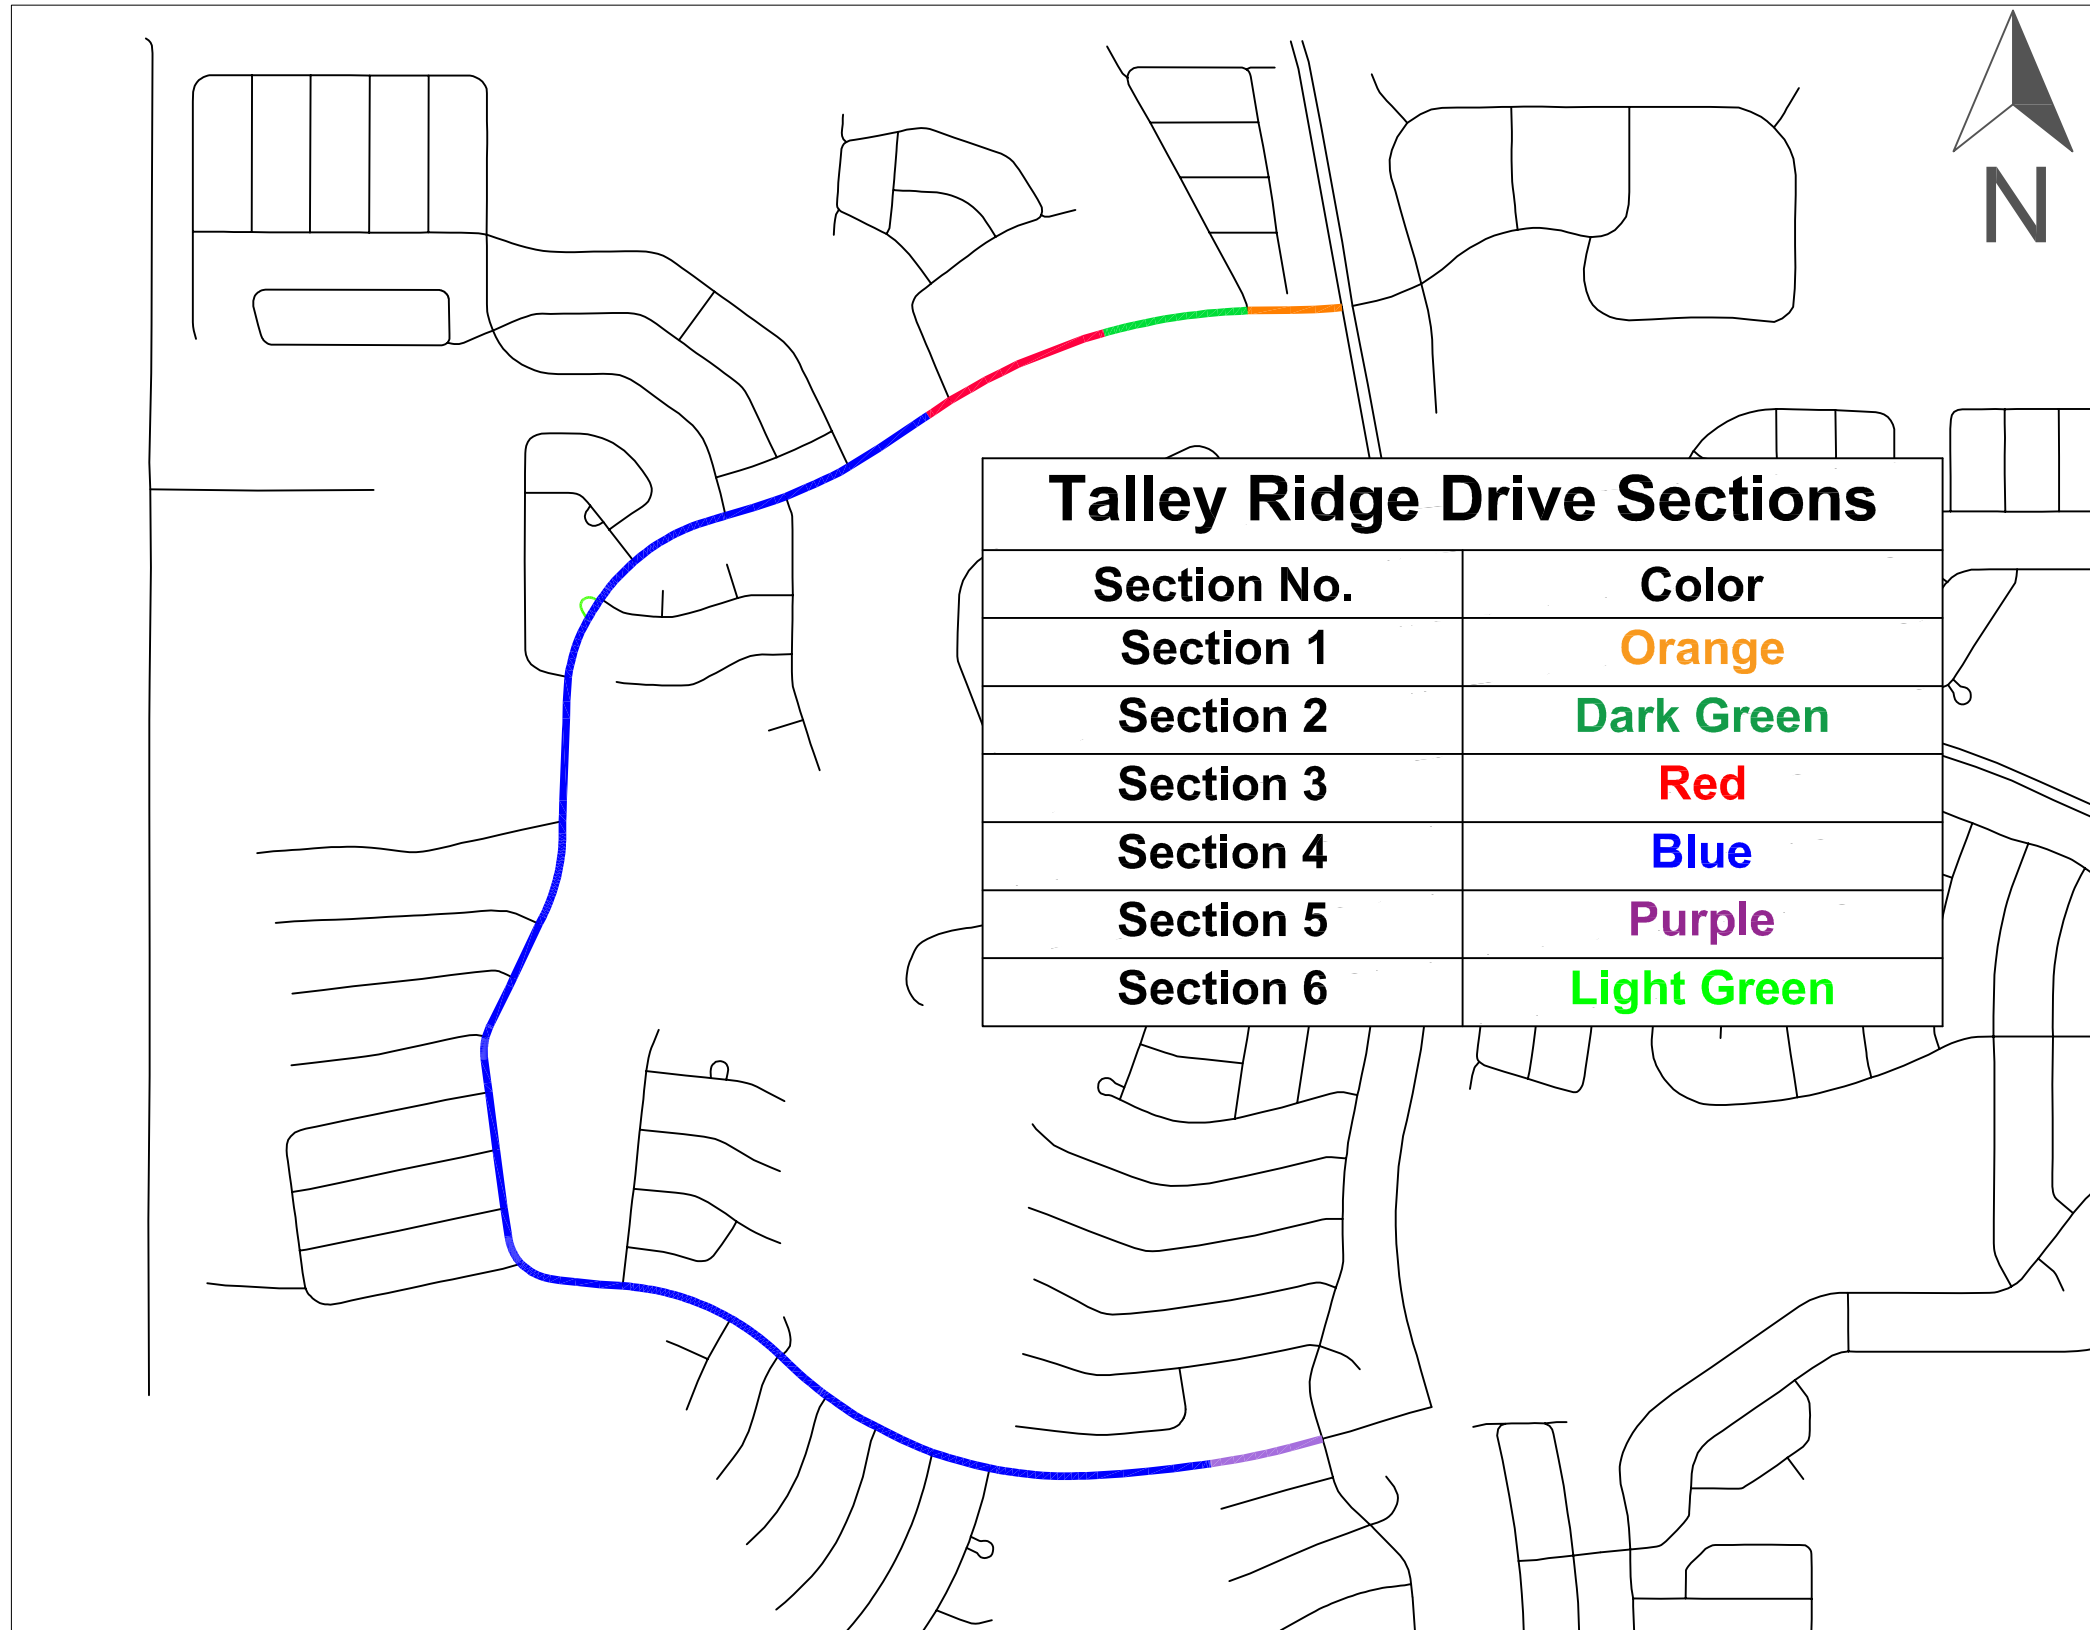 N
Talley Ridge Drive Sections
Section No. Color
Section 1 Orange
Section 2 Dark Green
Section 3 Red
Section 4 Blue
Section 5 Purple
Section 6 Light Green